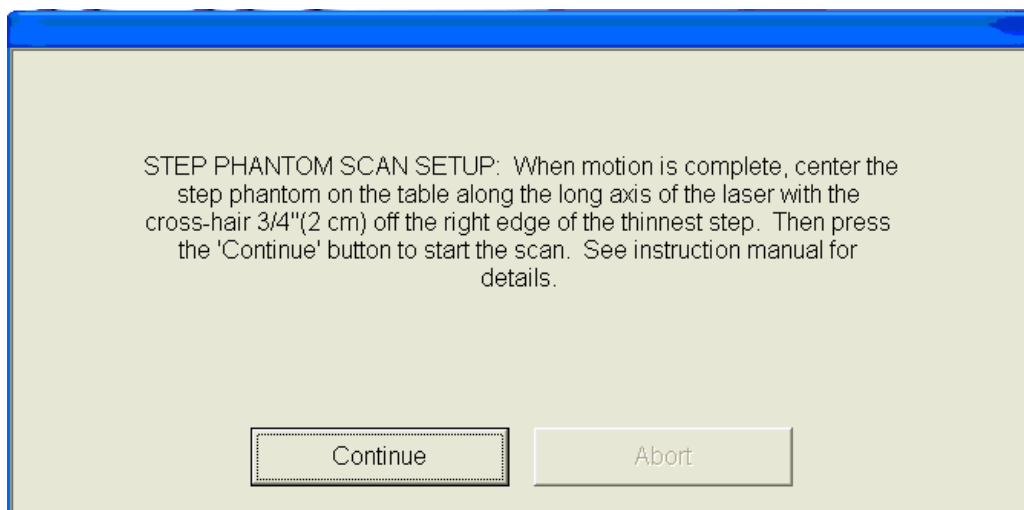 STEP PHANTOM SCAN SETUP:  When motion is complete, center the
step phantom on the table along the long axis of the laser with the
cross-hair 3/4"(2 cm) off the right edge of the thinnest step.  Then press
the 'Continue' button to start the scan.  See instruction manual for
details.
Continue
Abort